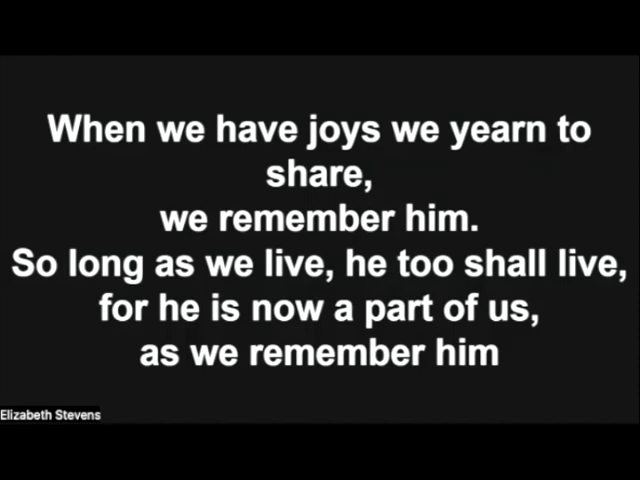 When we have joys we yearn to
share,
we remember him.
So long as we live, he too shall live,
for he is now a part of us,
as we remember him
Elizabeth Stevens